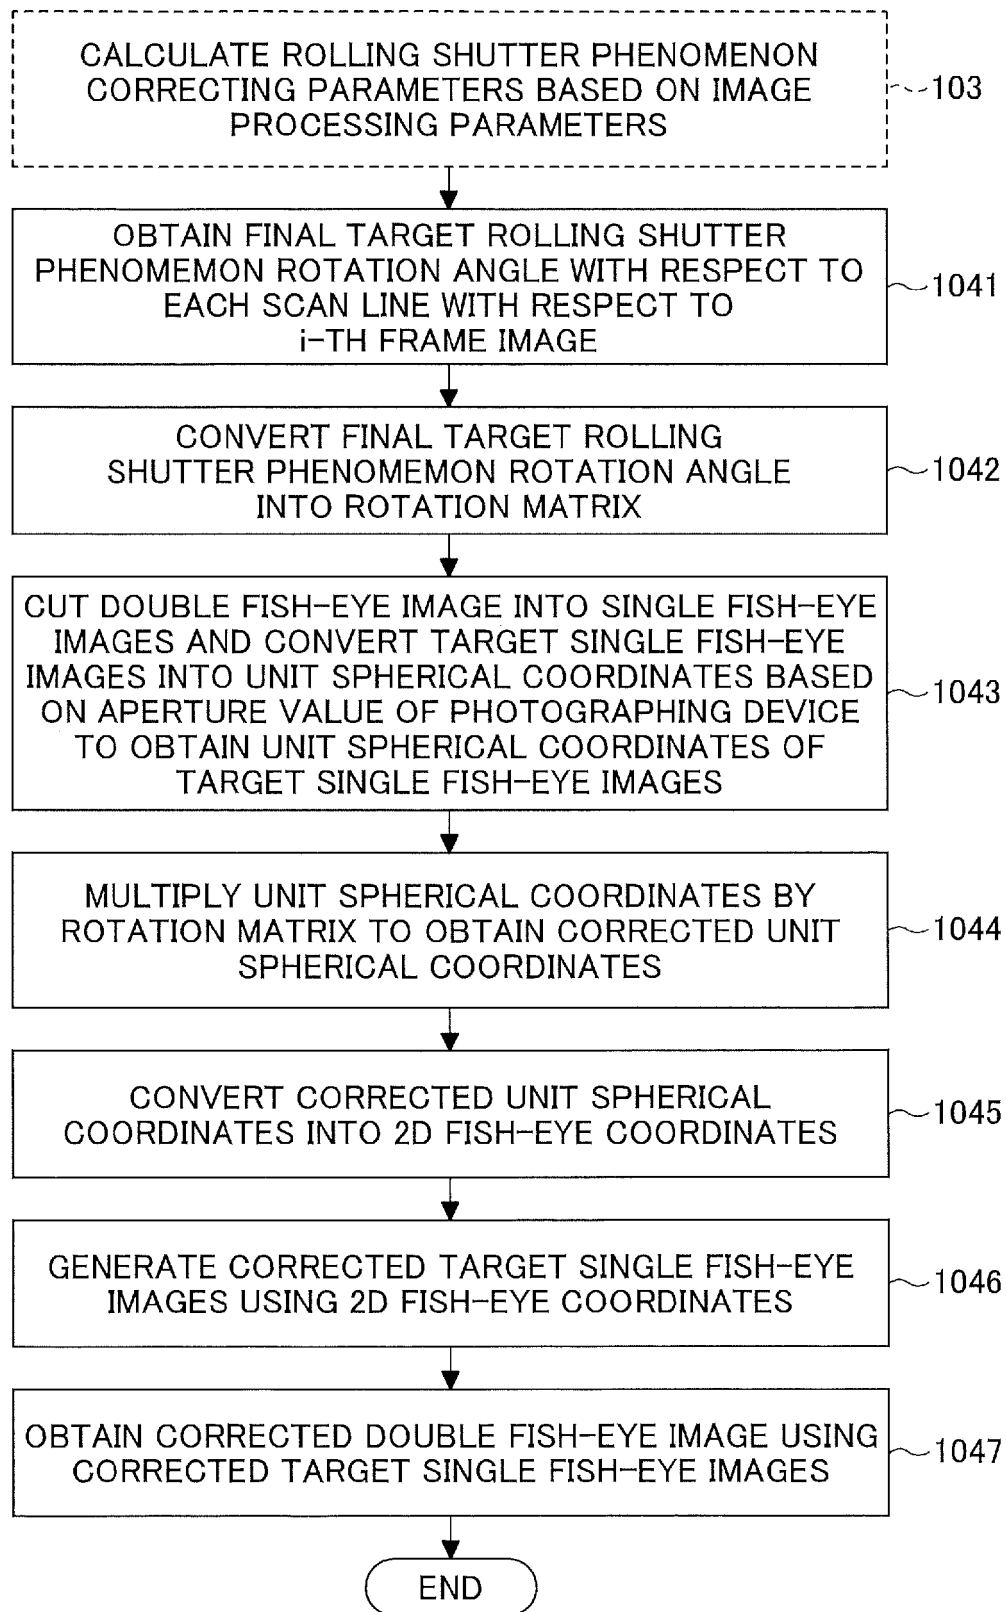 CALCULATE ROLLING SHUTTER PHENOMENON
CORRECTING PARAMETERS BASED ON IMAGE
PROCESSING PARAMETERS
103
OBTAIN FINAL TARGET ROLLING SHUTTER
PHENOMEMON ROTATION ANGLE WITH RESPECT TO
EACH SCAN LINE WITH RESPECT TO
i-TH FRAME IMAGE
1041
CONVERT FINAL TARGET ROLLING
SHUTTER PHENOMEMON ROTATION ANGLE
INTO ROTATION MATRIX
1042
CUT DOUBLE FISH-EYE IMAGE INTO SINGLE FISH-EYE
IMAGES AND CONVERT TARGET SINGLE FISH-EYE
IMAGES INTO UNIT SPHERICAL COORDINATES BASED
ON APERTURE VALUE OF PHOTOGRAPHING DEVICE
TO OBTAIN UNIT SPHERICAL COORDINATES OF
TARGET SINGLE FISH-EYE IMAGES
1043
MULTIPLY UNIT SPHERICAL COORDINATES BY
ROTATION MATRIX TO OBTAIN CORRECTED UNIT
SPHERICAL COORDINATES
1044
CONVERT CORRECTED UNIT SPHERICAL
COORDINATES INTO 2D FISH-EYE COORDINATES
1045
GENERATE CORRECTED TARGET SINGLE FISH-EYE
IMAGES USING 2D FISH-EYE COORDINATES
1046
OBTAIN CORRECTED DOUBLE FISH-EYE IMAGE USING
CORRECTED TARGET SINGLE FISH-EYE IMAGES
1047
END